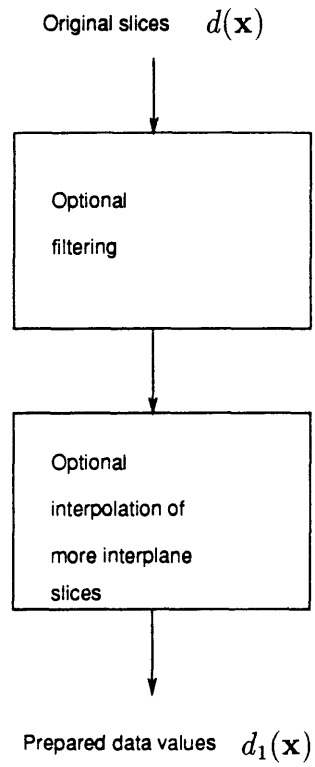 Original slices d(x)
Optional
filtering
Optional
interpolation of
more interplane
slices
Prepared data values d₁(x)